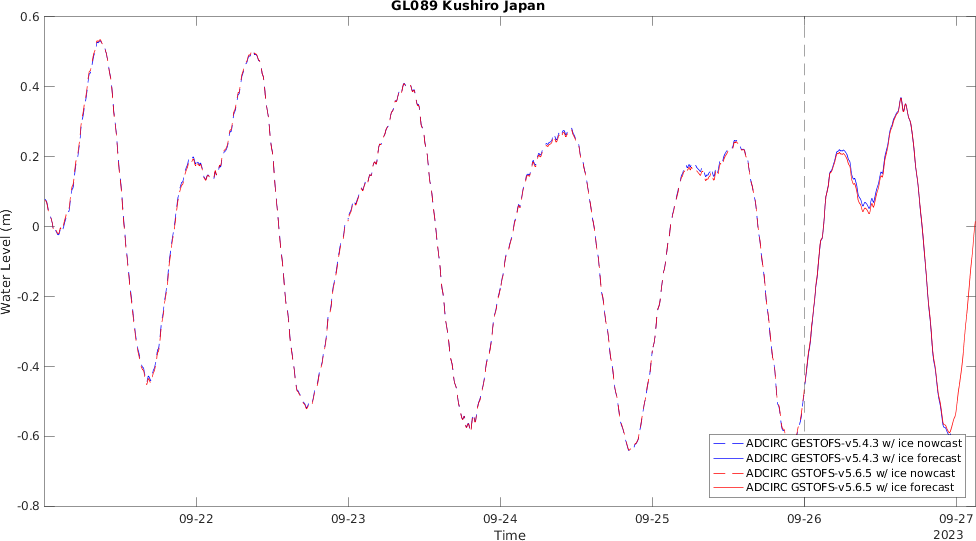 GL089 Kushiro Japan
0.6
0.4
0.2
0
-0.2
-0.4
-0.6
-0.8
Water Level (m)
ADCIRC GESTOFS-v5.4.3 w/ ice nowcast
ADCIRC GESTOFS-v5.4.3 w/ ice forecast
ADCIRC GSTOFS-v5.6.5 w/ ice nowcast
ADCIRC GSTOFS-v5.6.5 w/ ice forecast
09-22
09-23
09-24
09-25
09-26
09-27
Time
2023